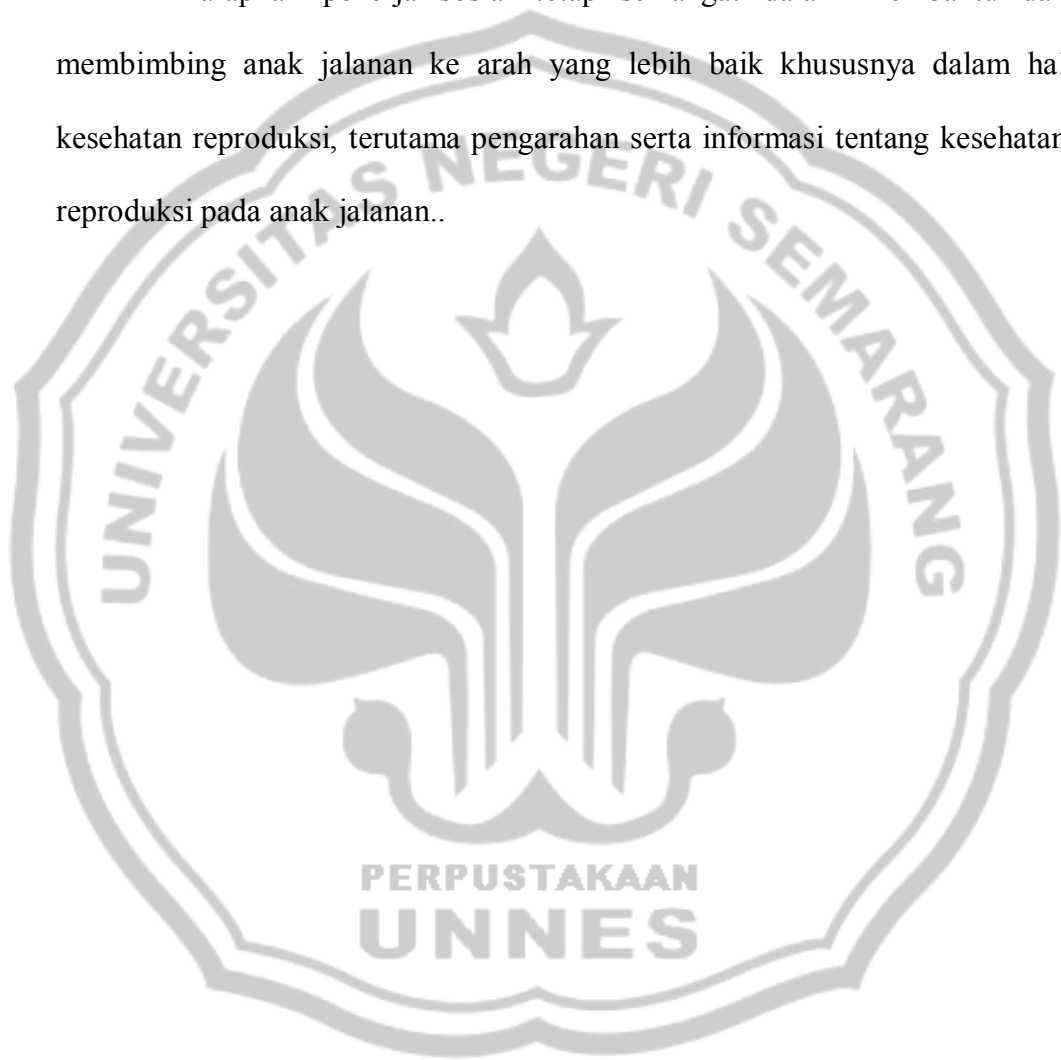 membimbing anak jalanan ke arah yang lebih baik khususnya dalam hal
kesehatan reproduksi, terutama pengarahan serta informasi tentang kesehatan
reproduksi pada anak jalanan..
UNIVERSITAS NEGERI SEMARANG
PERPUSTAKAAN
UNNES